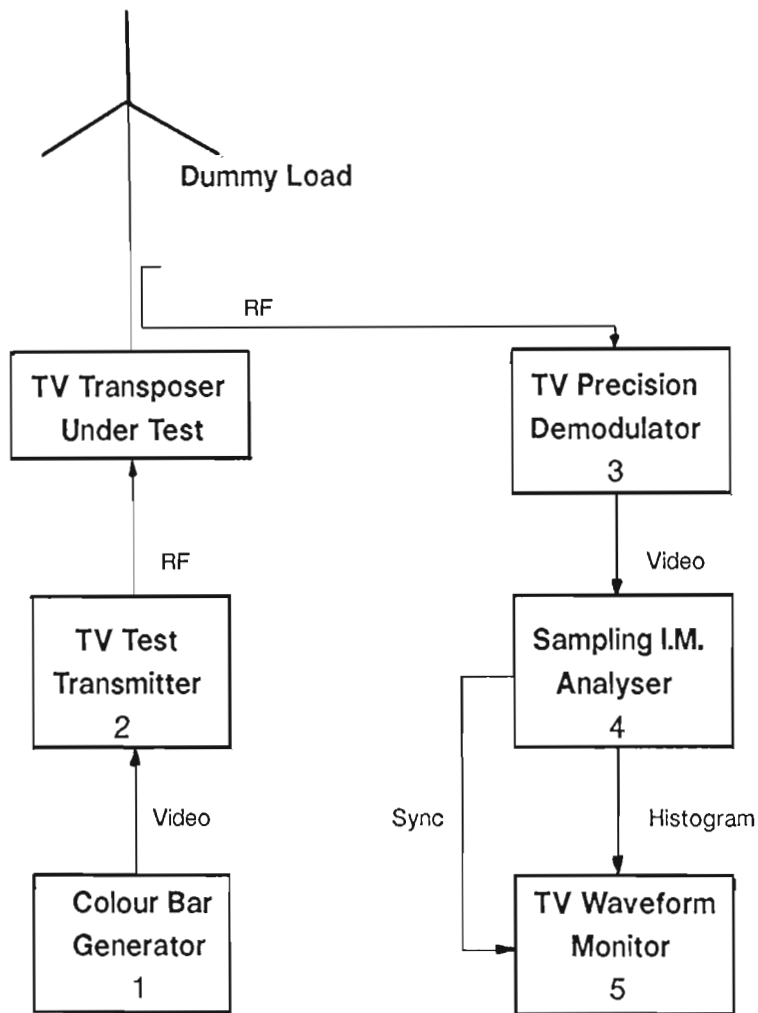 Dummy Load
RF
TV Transposer
Under Test
TV Precision
Demodulator
3
RF
Video
TV Test
Transmitter
2
Sampling I.M.
Analyser
4
Video
Sync
Histogram
Colour Bar
Generator
1
TV Waveform
Monitor
5